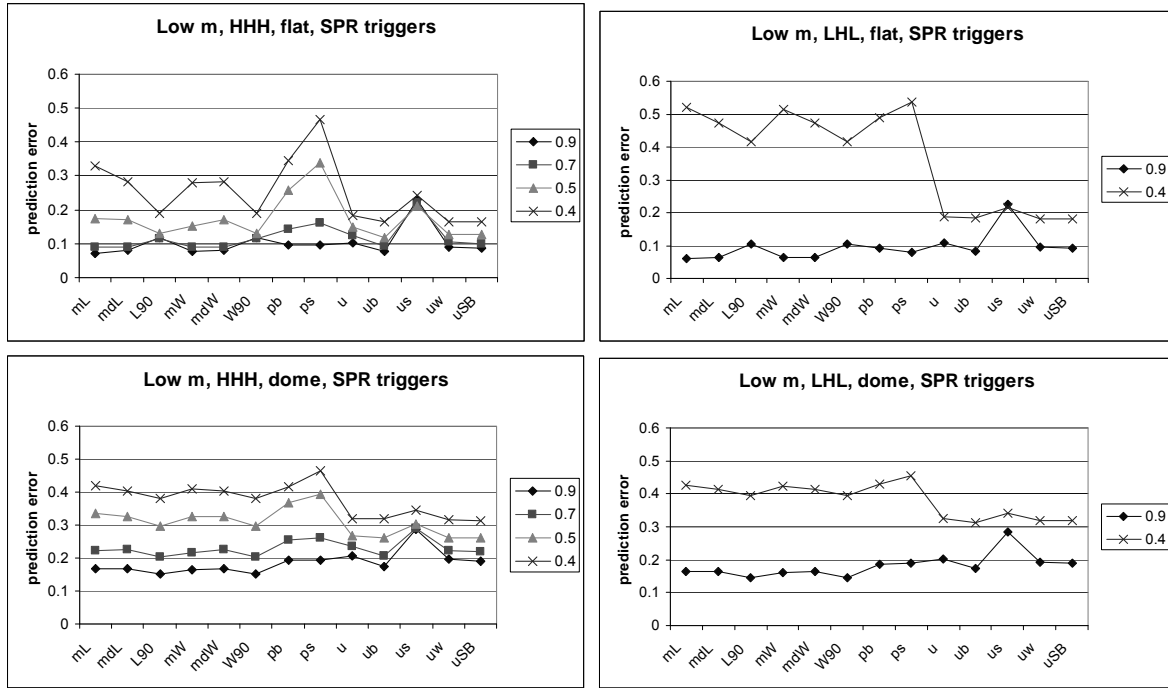 Low m, HHH, flat, SPR triggers
prediction error
0.6
0.5
0.4
0.3
0.2
0.1
0
mL
mdL
L90
mW
mdW
W90
pb
ps
u
ub
us
uw
uSB
0.9
0.7
0.5
0.4
Low m, LHL, flat, SPR triggers
prediction error
0.6
0.5
0.4
0.3
0.2
0.1
0
mL
mdL
L90
mW
mdW
W90
pb
ps
u
ub
us
uw
uSB
0.9
0.4
Low m, HHH, dome, SPR triggers
prediction error
0.6
0.5
0.4
0.3
0.2
0.1
0
mL
mdL
L90
mW
mdW
W90
pb
ps
u
ub
us
uw
uSB
0.9
0.7
0.5
0.4
Low m, LHL, dome, SPR triggers
prediction error
0.6
0.5
0.4
0.3
0.2
0.1
0
mL
mdL
L90
mW
mdW
W90
pb
ps
u
ub
us
uw
uSB
0.9
0.4